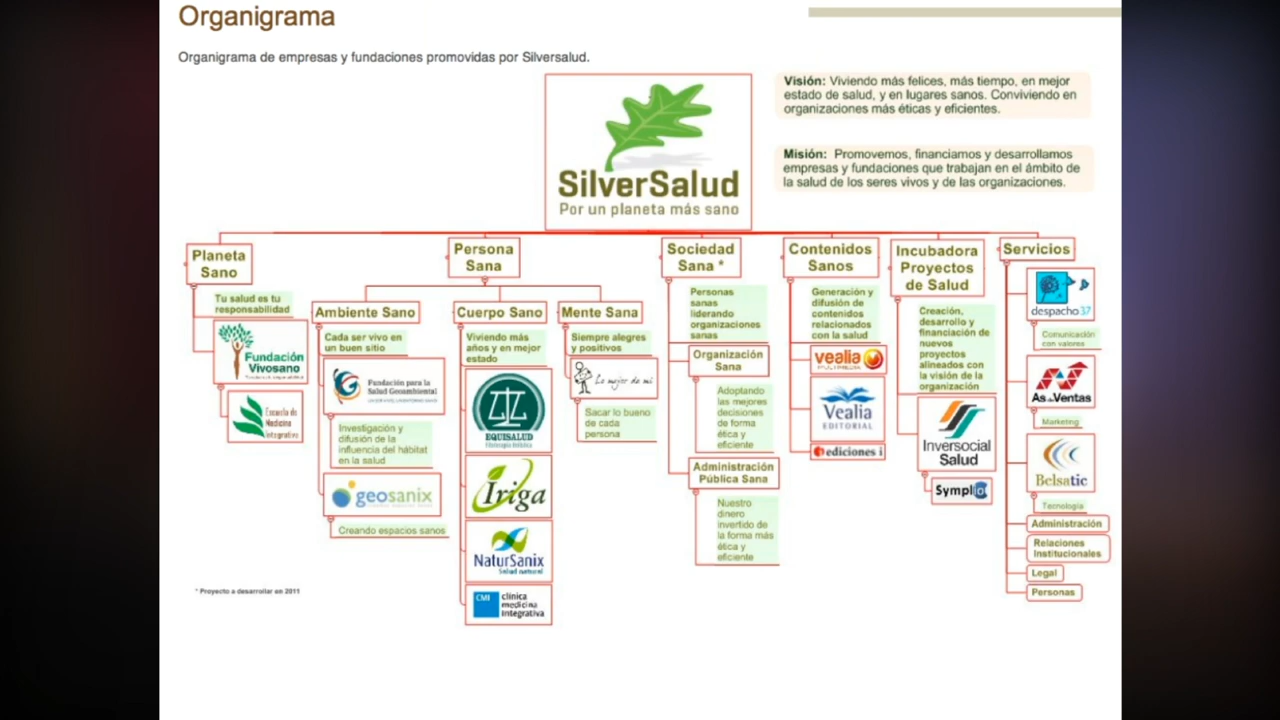 Organigrama
Organigrama de empresas y fundaciones promovidas por Silversalud.
SilverSalud
Por un planeta más sano
Visión: Viviendo más felices, más tiempo, en mejor
estado de salud, y en lugares sanos. Conviviendo en
organizaciones más éticas y eficientes.
Misión: Promovemos, financiamos y desarrollamos
empresas y fundaciones que trabajan en el ámbito de
la salud de los seres vivos y de las organizaciones.
Planeta
Sano
Tu salud es tu
responsabilidad
Fundación
Vivosano
Escuela de
Medicina
Integrativa
Persona
Sana
Ambiente Sano
Cada ser vivo en
un buen sitio
Fundación para la
Salud Geoambiental
Investigación y
difusión de la
influencia del hábitat
en la salud
geosanix
Creando espacios sanos
Cuerpo Sano
Viviendo más
años y en mejor
estado
EQUISALUD
Iriga
NaturSanix
Salud natural
CMI clínica
medicina
integrativa
Mente Sana
Siempre alegres
y positivos
Lo mejor de mi
Sacar lo bueno
de cada
persona
Sociedad
Sana *
Personas
sanas
liderando
organizaciones
sanas
Organización
Sana
Adoptando
las mejores
decisiones
de forma
ética y
eficiente
Administración
Pública Sana
Nuestro
dinero
invertido de
la forma más
ética y
eficiente
Contenidos
Sanos
Generación y
difusión de
contenidos
relacionados
con la salud
vealia
MULTIMEDIA
Vealia
EDITORIAL
ediciones i
Incubadora
Proyectos
de Salud
Creación,
desarrollo y
financiación de
nuevos
proyectos
alineados con
la visión de la
organización
Inversocial
Salud
Symplio
Servicios
despacho37
Comunicación
con valores
As de Ventas
Marketing
Belsatic
Tecnología
Administración
Relaciones
Institucionales
Legal
Personas
* Proyecto a desarrollar en 2011